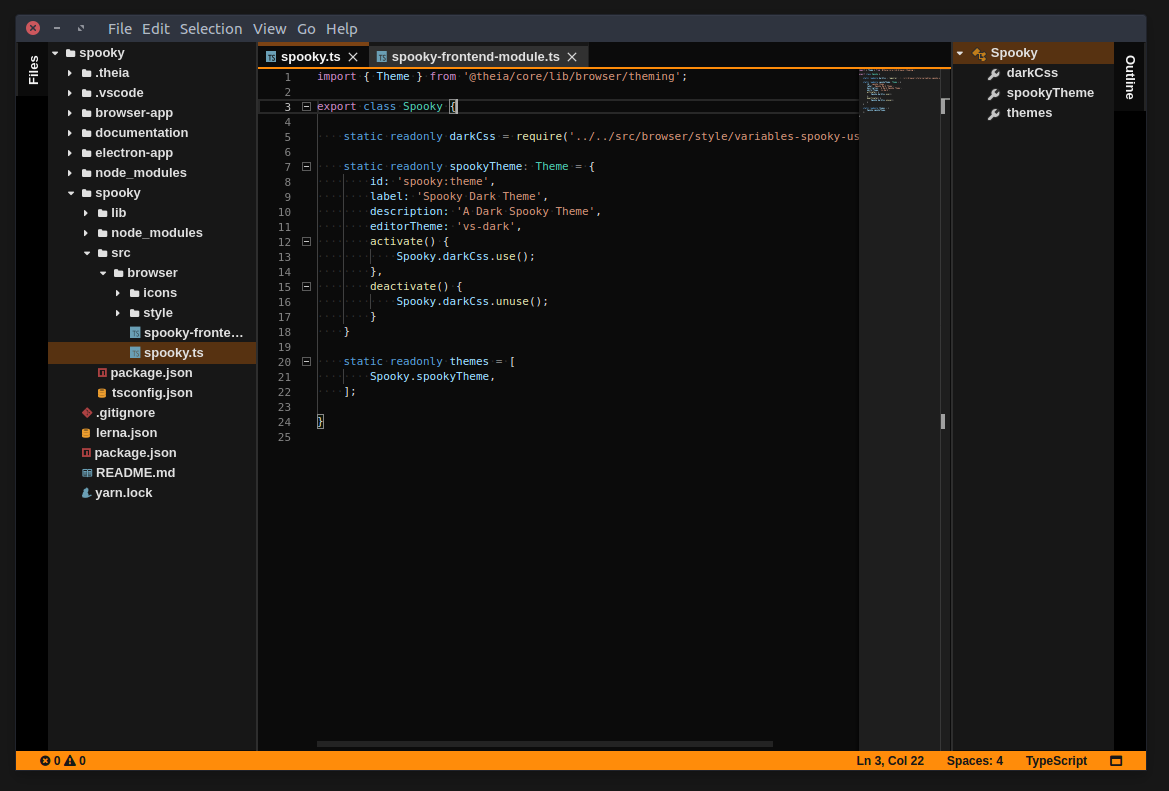 File Edit Selection View Go Help
Files
spooky
.theia
.vscode
browser-app
documentation
electron-app
node_modules
spooky
lib
node_modules
src
browser
icons
style
spooky-fronte...
spooky.ts
package.json
tsconfig.json
.gitignore
lerna.json
package.json
README.md
yarn.lock
spooky.ts
spooky-frontend-module.ts
1 import { Theme } from '@theia/core/lib/browser/theming';
2
3 export class Spooky {
4
5 static readonly darkCss = require('../../src/browser/style/variables-spooky-us
6
7 static readonly spookyTheme: Theme = {
8 id: 'spooky:theme',
9 label: 'Spooky Dark Theme',
10 description: 'A Dark Spooky Theme',
11 editorTheme: 'vs-dark',
12 activate() {
13 Spooky.darkCss.use();
14 },
15 deactivate() {
16 Spooky.darkCss.unuse();
17 }
18 }
19
20 static readonly themes = [
21 Spooky.spookyTheme,
22 ];
23
24 }
25
Spooky
darkCss
spookyTheme
themes
Outline
0 0
Ln 3, Col 22 Spaces: 4 TypeScript